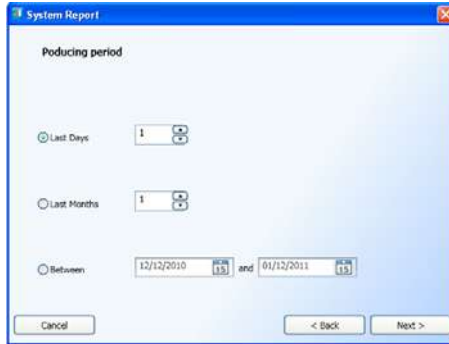 System Report
Poducing period
Last Days 1
Last Months 1
Between 12/12/2010 15 and 01/12/2011 15
Cancel < Back Next >